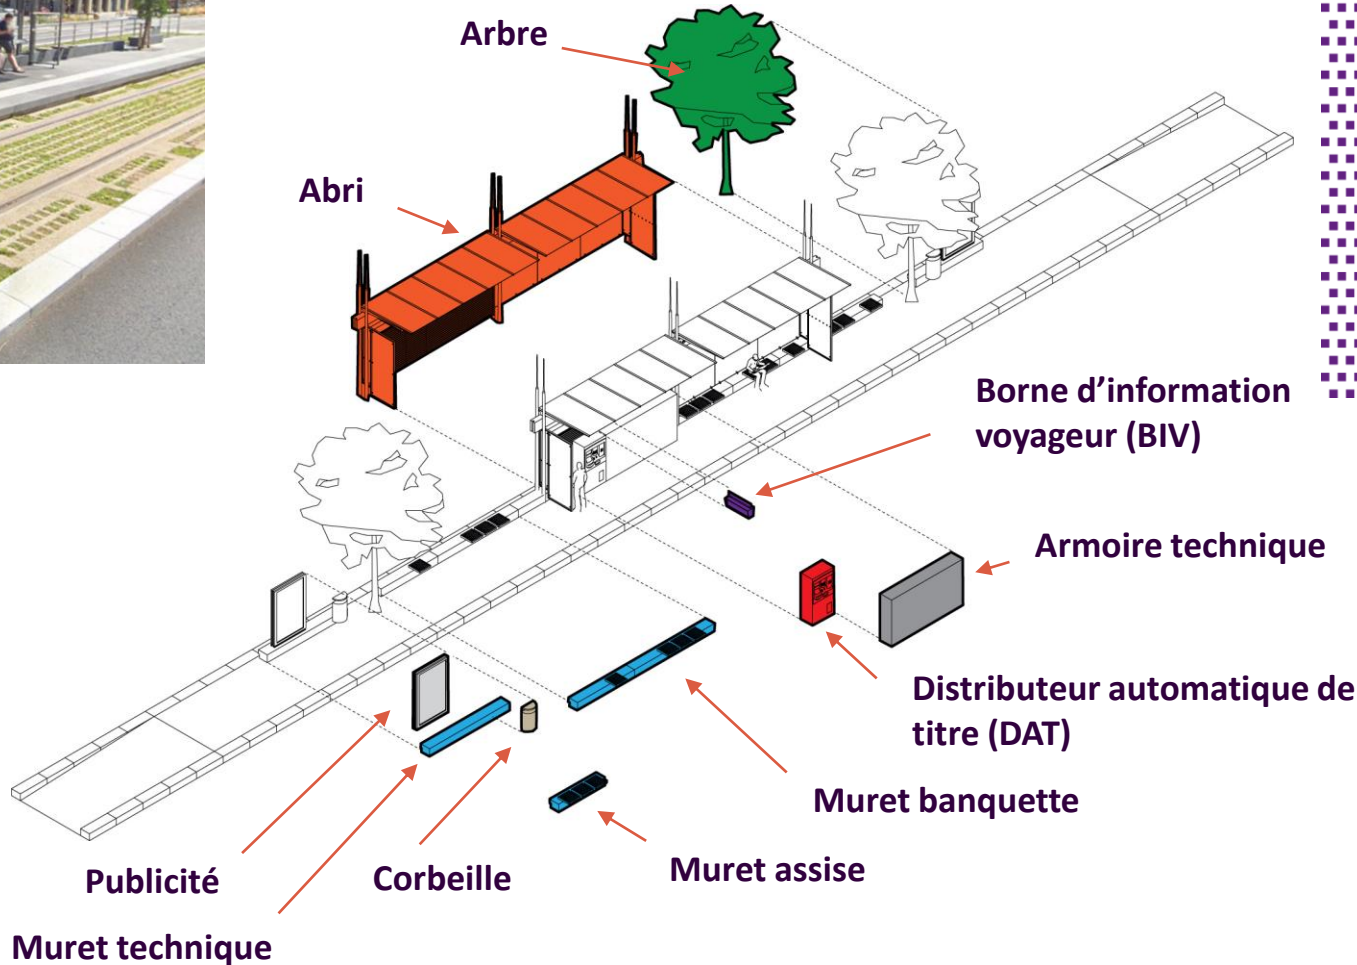 Arbre
Abri
Borne d’information
voyageur (BIV)
Armoire technique
Distributeur automatique de
titre (DAT)
Muret banquette
Muret assise
Corbeille
Publicité
Muret technique